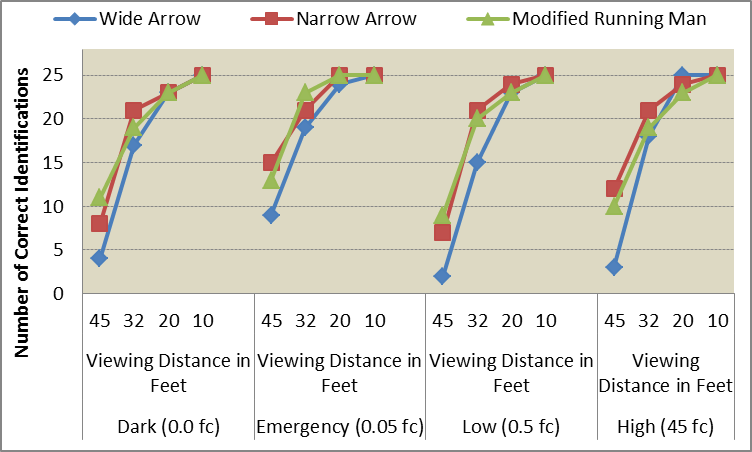 Wide Arrow Narrow Arrow Modified Running Man
Number of Correct Identifications
25
20
15
10
5
0
45 32 20 10 45 32 20 10 45 32 20 10 45 32 20 10
Viewing Distance in Feet
Viewing Distance in Feet
Viewing Distance in Feet
Viewing
Distance in Feet
Dark (0.0 fc) Emergency (0.05 fc) Low (0.5 fc) High (45 fc)